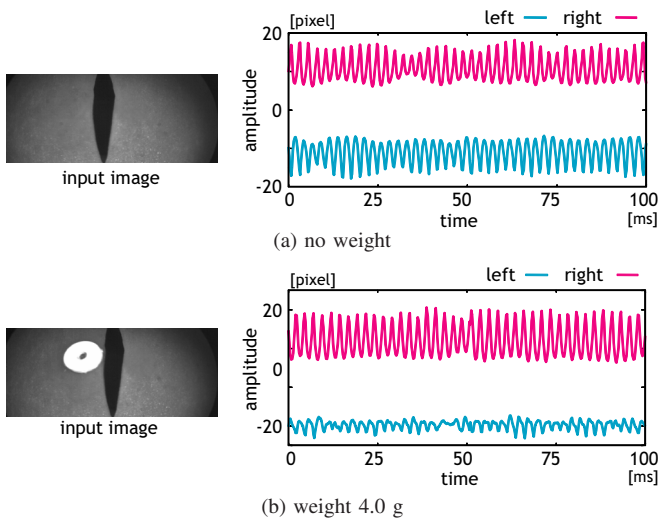 [pixel] left right
20
10
0
-20
amplitude
0 25 50 75 100
time [ms]
input image
(a) no weight
[pixel] left right
20
0
-20
amplitude
0 25 50 75 100
time [ms]
input image
(b) weight 4.0 g